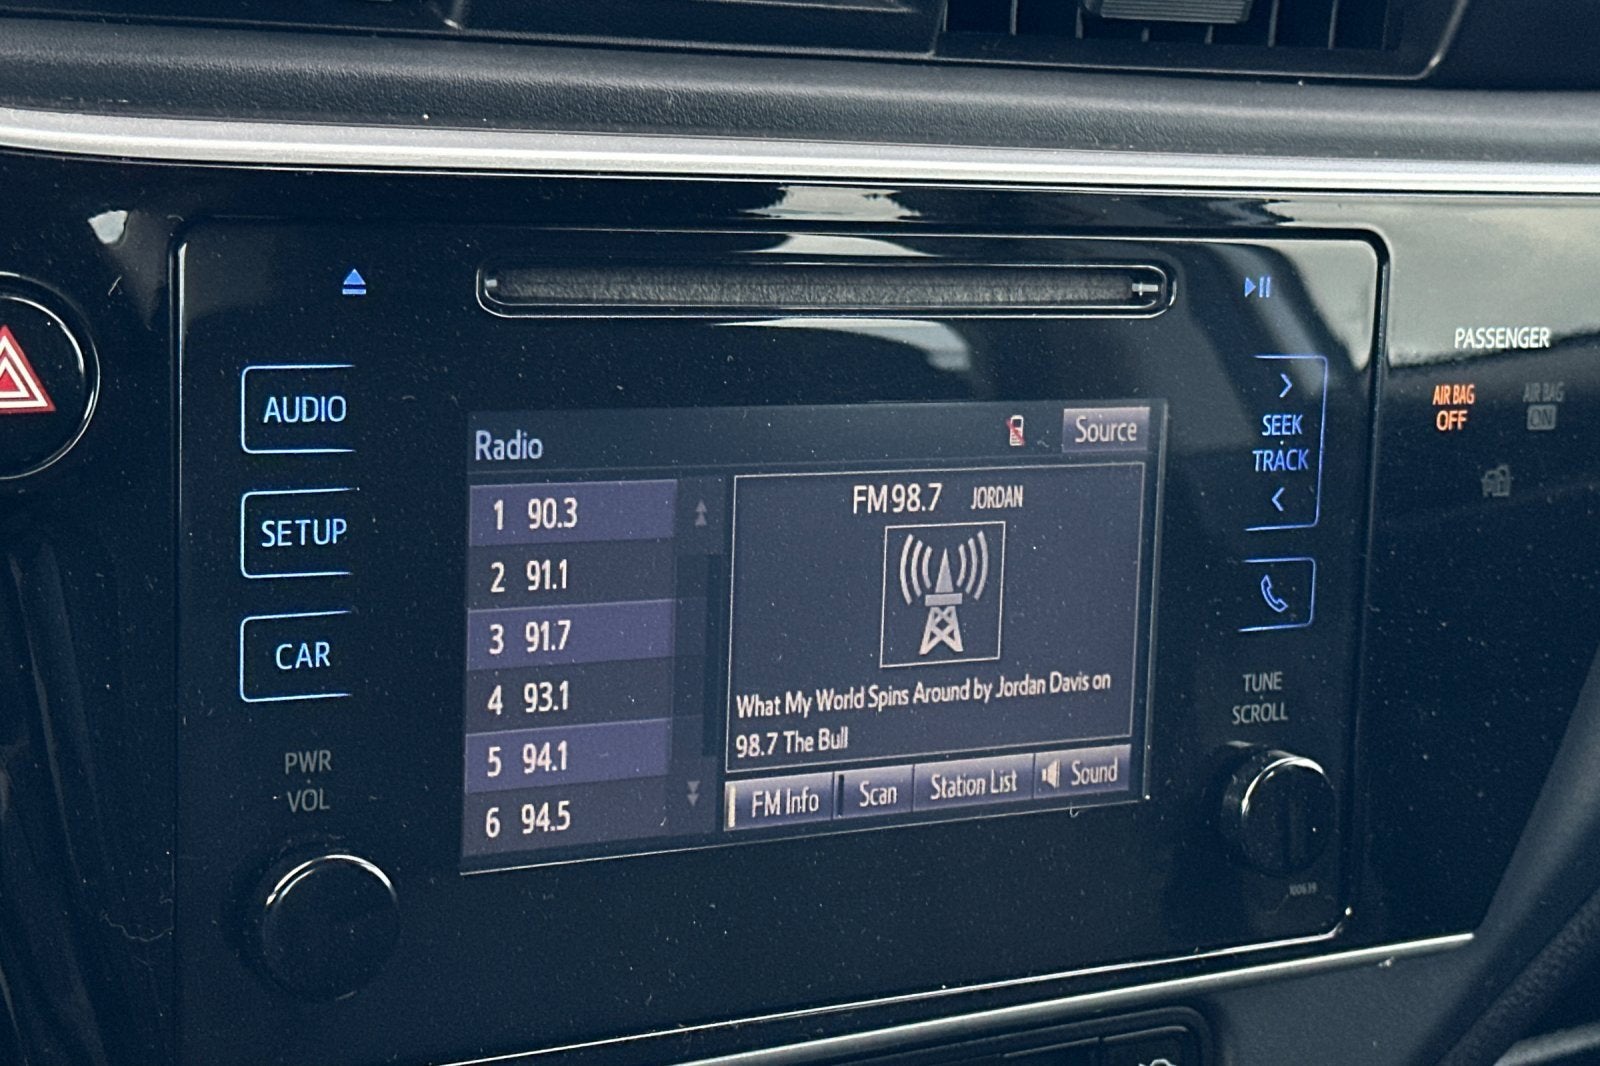 PASSENGER
AIR BAG
OFF
AIR BAG
ON
AUDIO
SETUP
CAR
PWR
VOL
Radio
Source
1 90.3
2 91.1
3 91.7
4 93.1
5 94.1
6 94.5
FM 98.7 JORDAN
What My World Spins Around by Jordan Davis on
98.7 The Bull
FM Info
Scan
Station List
Sound
SEEK
TRACK
TUNE
SCROLL
100639